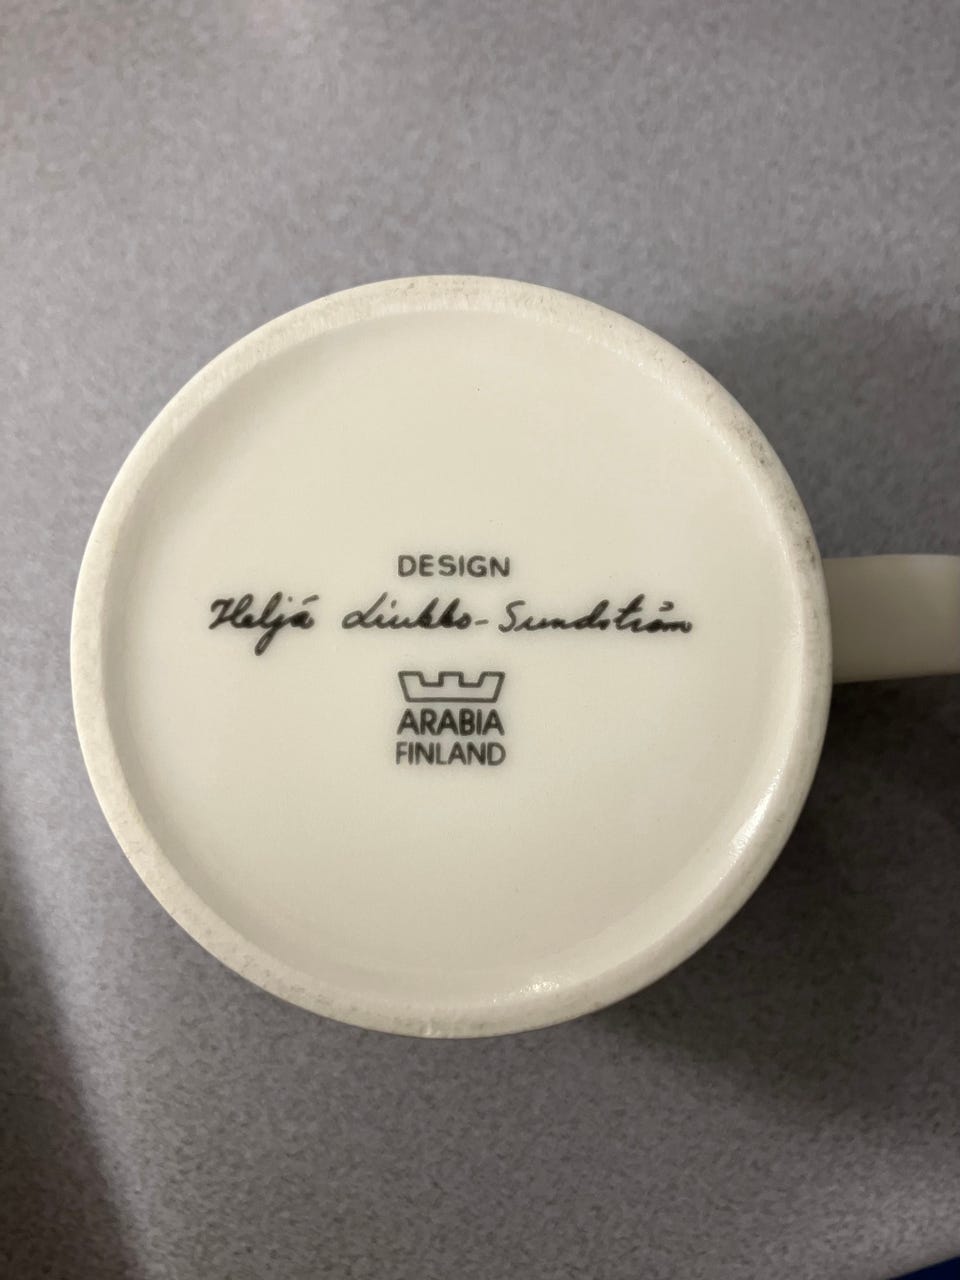 DESIGN
Heljä Liukko-Sundström
ARABIA
FINLAND